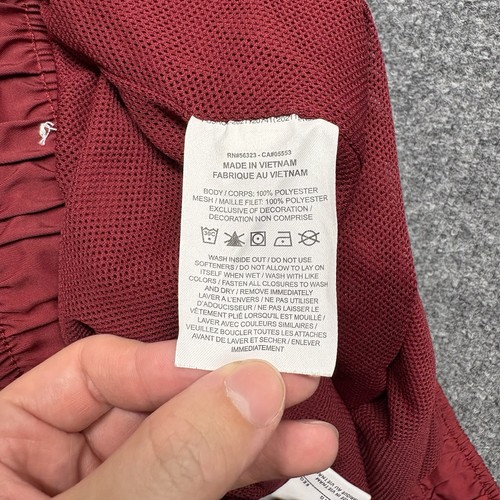 RN#56323 - CA#05553
MADE IN VIETNAM
FABRIQUE AU VIETNAM
BODY / CORPS: 100% POLYESTER
MESH / MAILLE FILET: 100% POLYESTER
EXCLUSIVE OF DECORATION /
DECORATION NON COMPRISE
30C
WASH INSIDE OUT / DO NOT USE
SOFTENERS / DO NOT ALLOW TO LAY ON
ITSELF WHEN WET / WASH WITH LIKE
COLORS / FASTEN ALL CLOSURES TO WASH
AND DRY / REMOVE IMMEDIATELY
LAVER A L'ENVERS / NE PAS UTILISER
D'ADOUCISSEUR / NE PAS LAISSER LE
VÊTEMENT PLIÉ LORSQU'IL EST MOUILLÉ /
LAVER AVEC COULEURS SIMILAIRES /
VEUILLEZ BOUCLER TOUTES LES ATTACHES
AVANT DE LAVER ET SECHER / ENLEVER
IMMEDIATEMENT